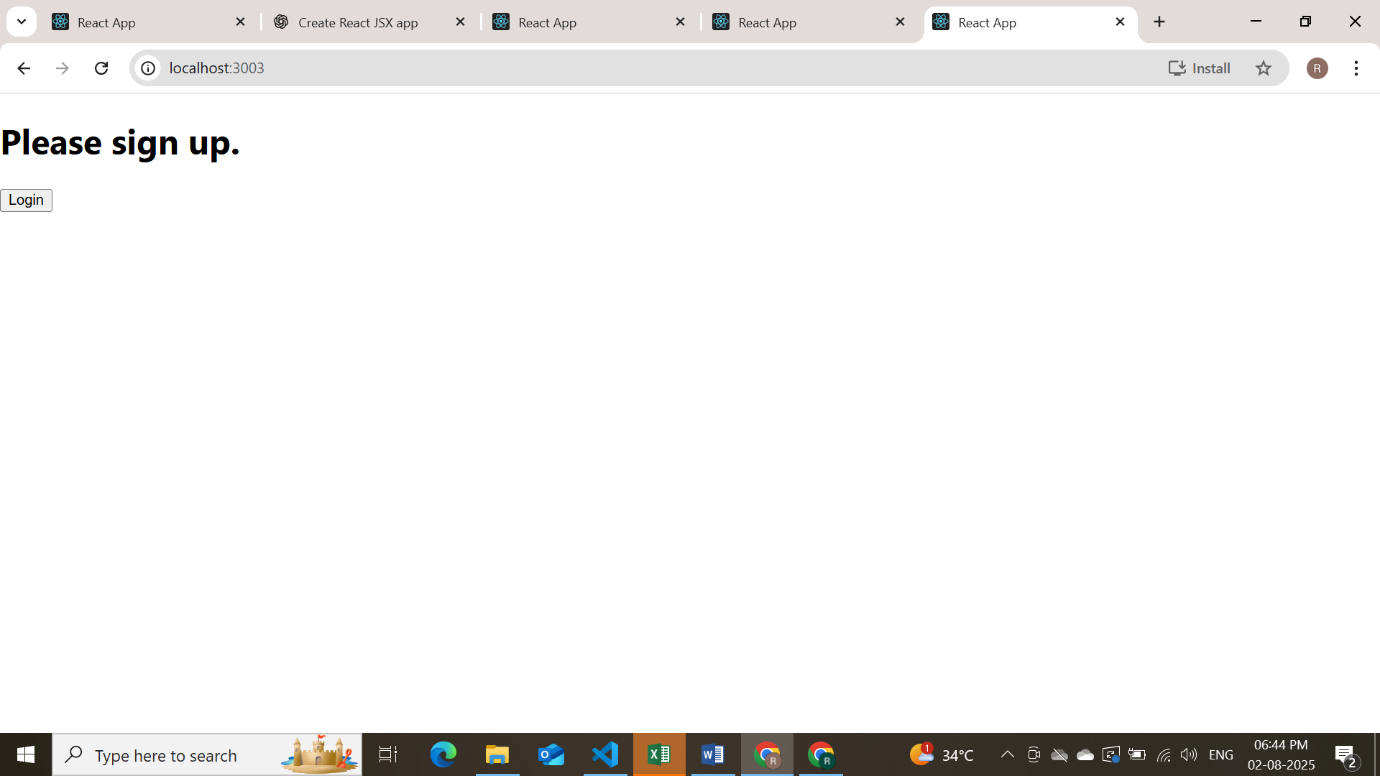 React App
Create React JSX app
React App
React App
React App
localhost:3003
Install
R
Please sign up.
Login
Type here to search
R
R
1
34°C
ENG
06:44 PM
02-08-2025
2